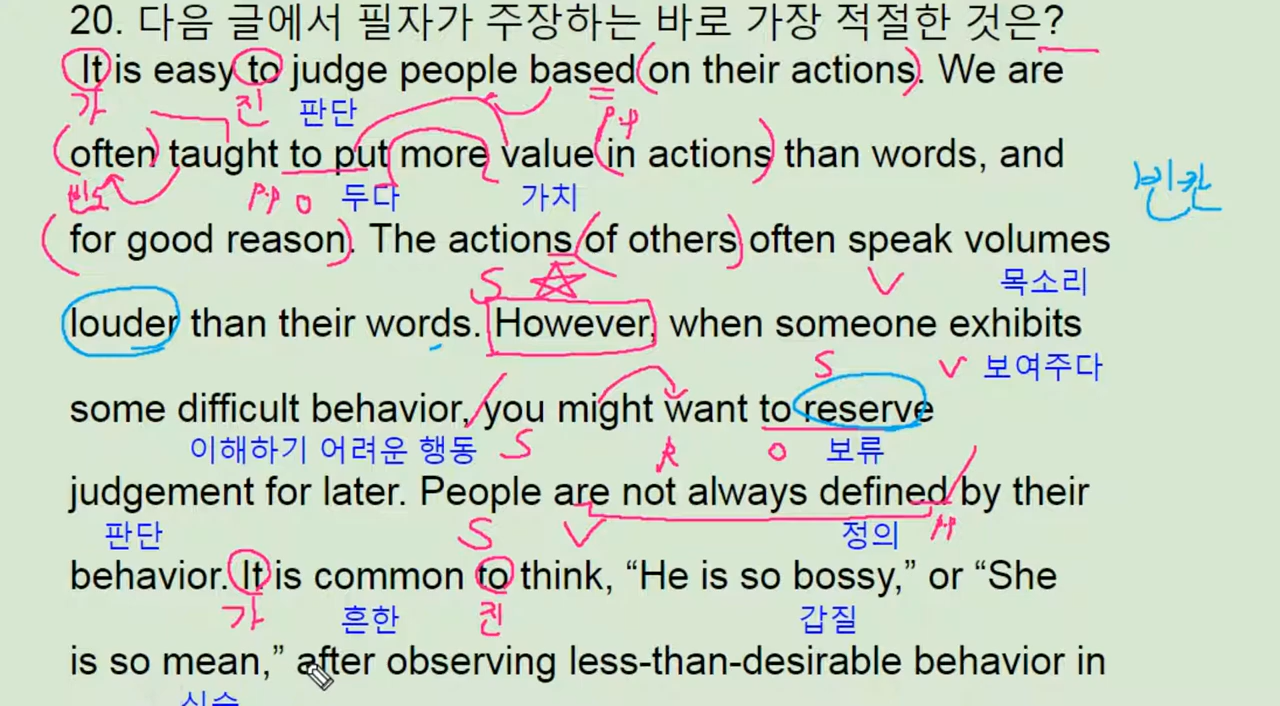 20. 다음 글에서 필자가 주장하는 바로 가장 적절한 것은?
It is easy to judge people based on their actions. We are
가 진 판단 p.p
often taught to put more value in actions than words, and
빈도 p.p o 두다 가치 빈칸
for good reason. The actions of others often speak volumes
S V 목소리
louder than their words. However, when someone exhibits
S V 보여주다
some difficult behavior, you might want to reserve
이해하기 어려운 행동 S o 보류
judgement for later. People are not always defined by their
판단 S V 정의 p.p
behavior. It is common to think, “He is so bossy,” or “She
가 흔한 진 갑질
is so mean,” after observing less-than-desirable behavior in